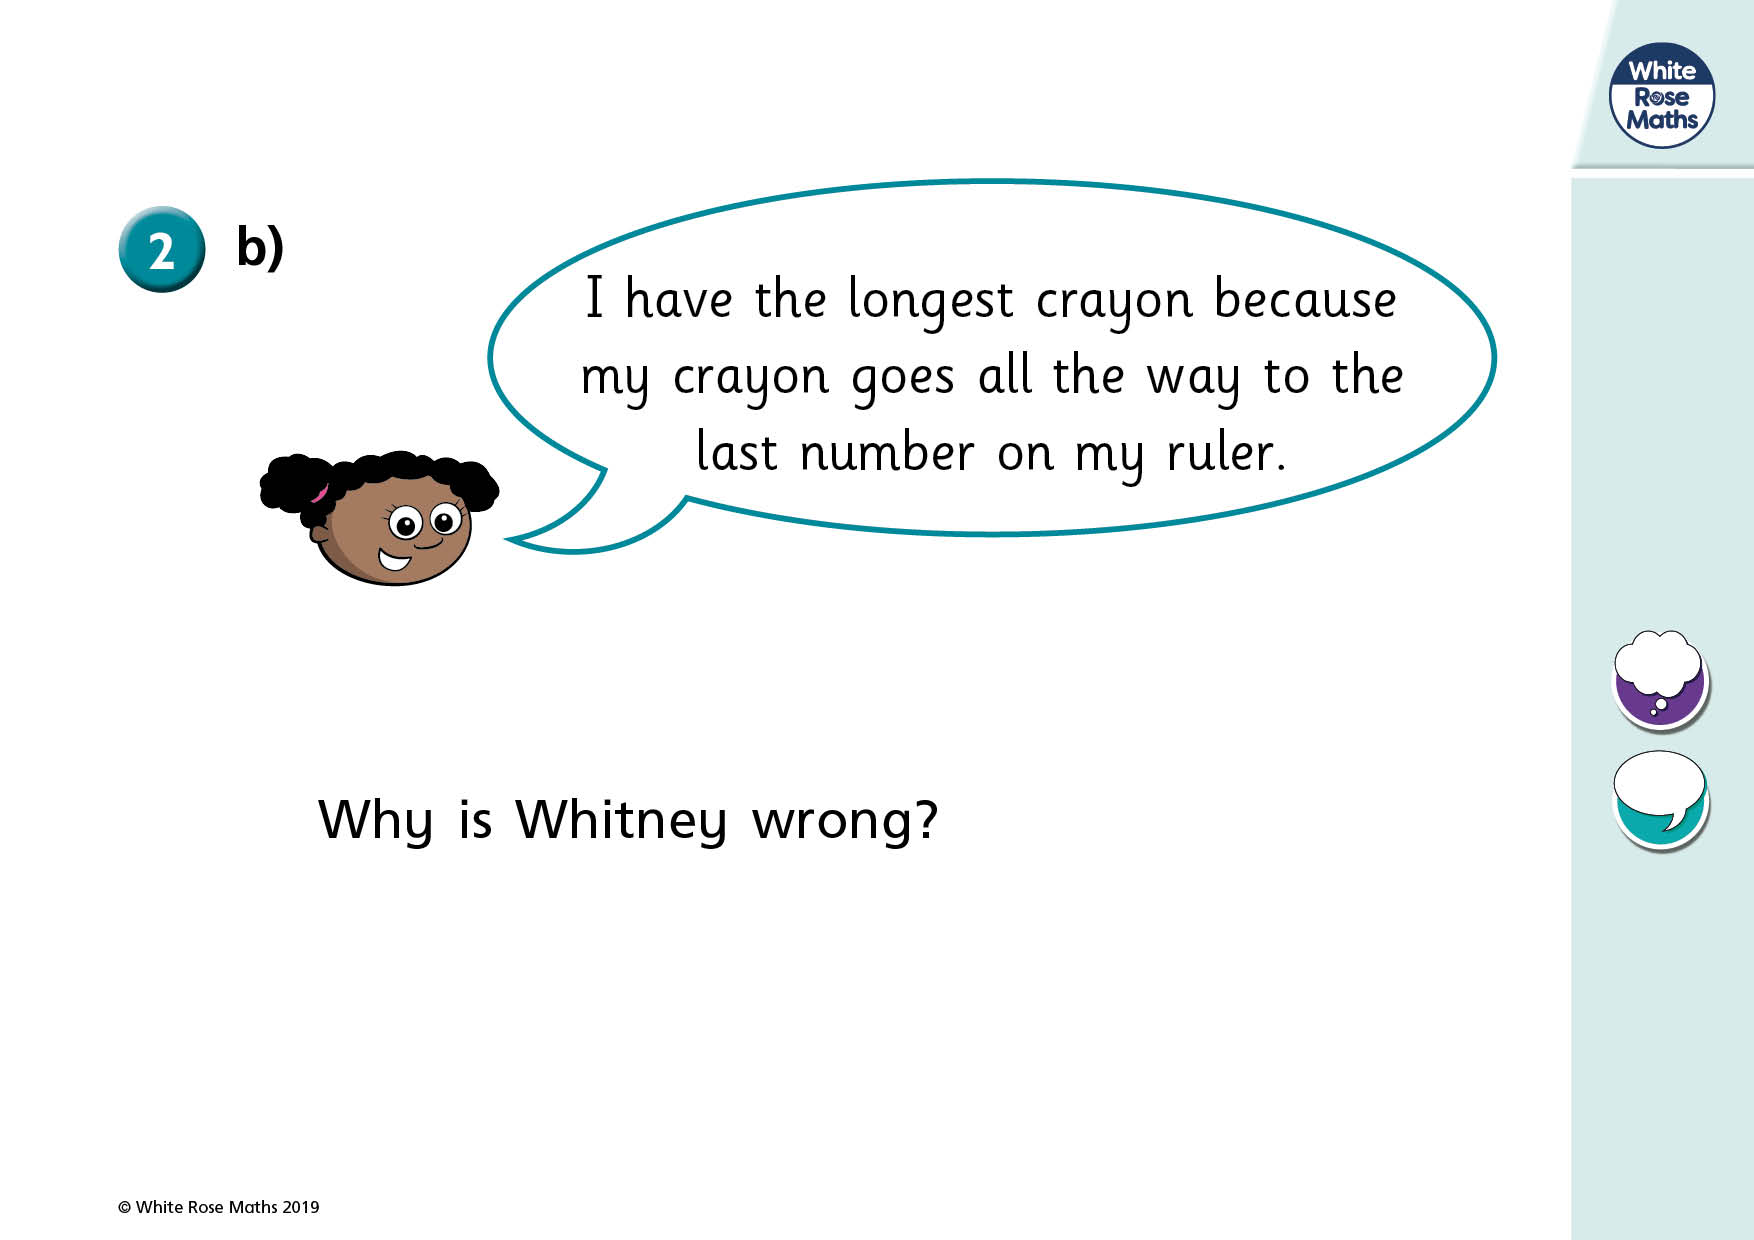 White
Rose
Maths
2 b)
I have the longest crayon because
my crayon goes all the way to the
last number on my ruler.
Why is Whitney wrong?
© White Rose Maths 2019